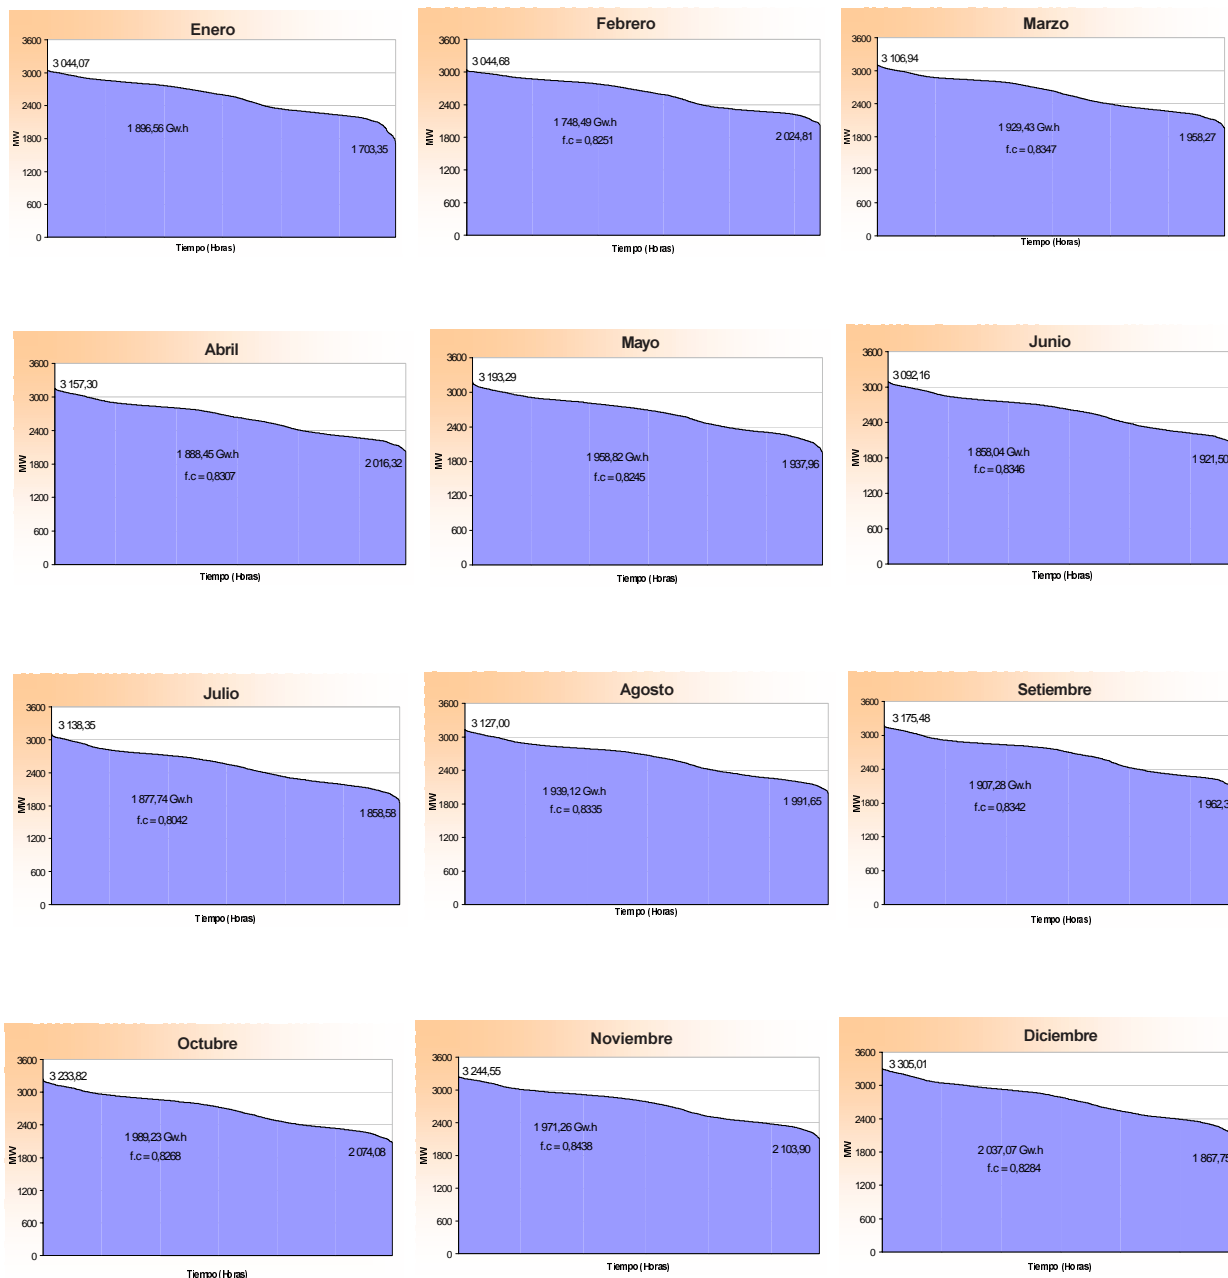 Enero
3600
3 044,07
3000
2400
1 896,56 Gw.h
MW
1800
1 703,35
1200
600
0
Tiempo (Horas)
Febrero
3600
3 044,68
3000
2400
1 748,49 Gw.h
MW
1800
f.c = 0,8251
2 024,81
1200
600
0
Tiempo (Horas)
Marzo
3600
3 106,94
3000
2400
1 929,43 Gw.h
MW
1800
f.c = 0,8347
1 958,27
1200
600
0
Tiempo (Horas)
Abril
3600
3 157,30
3000
2400
1 888,45 Gw.h
MW
1800
2 016,32
f.c = 0,8307
1200
600
0
Tiempo (Horas)
Mayo
3600
3 193,29
3000
2400
1 958,82 Gw.h
MW
1800
1 937,96
f.c = 0,8245
1200
600
0
Tiempo (Horas)
Junio
3600
3 092,16
3000
2400
1 858,04 Gw.h
MW
1800
1 921,50
f.c = 0,8346
1200
600
0
Tiempo (Horas)
Julio
3600
3 138,35
3000
2400
1 877,74 Gw.h
MW
1800
1 858,58
f.c = 0,8042
1200
600
0
Tiempo (Horas)
Agosto
3600
3 127,00
3000
2400
1 939,12 Gw.h
MW
1800
1 991,65
f.c = 0,8335
1200
600
0
Tiempo (Horas)
Setiembre
3600
3 175,48
3000
2400
1 907,28 Gw.h
MW
1800
1 962,3
f.c = 0,8342
1200
600
0
Tiempo (Horas)
Octubre
3600
3 233,82
3000
2400
1 989,23 Gw.h
MW
1800
f.c = 0,8268
2 074,08
1200
600
0
Tiempo (Horas)
Noviembre
3600
3 244,55
3000
2400
1 971,26 Gw.h
MW
1800
f.c = 0,8438
2 103,90
1200
600
0
Tiempo (Horas)
Diciembre
3600
3 305,01
3000
2400
2 037,07 Gw.h
MW
1800
1 867,75
f.c = 0,8284
1200
600
0
Tiempo (Horas)